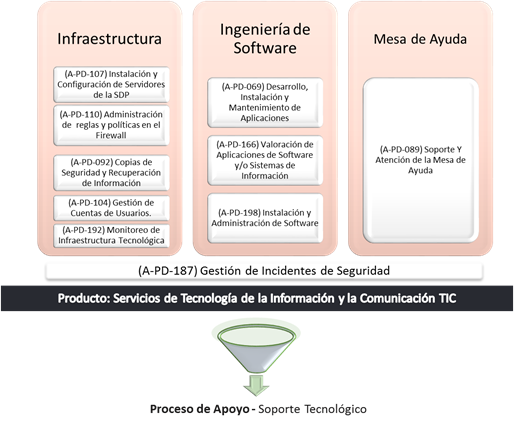 Infraestructura
(A-PD-107) Instalación y
Configuración de Servidores
de la SDP
(A-PD-110) Administración
de  reglas y políticas en el
Firewall
(A-PD-092) Copias de
Seguridad y Recuperación
de Información
(A-PD-104) Gestión de
Cuentas de Usuarios.
(A-PD-192) Monitoreo de
Infraestructura Tecnológica
Ingeniería de
Software
(A-PD-069) Desarrollo,
Instalación y
Mantenimiento de
Aplicaciones
(A-PD-166) Valoración de
Aplicaciones de Software
y/o Sistemas de
Información
(A-PD-198) Instalación y
Administración de Software
Mesa de Ayuda
(A-PD-089) Soporte Y
Atención de la Mesa de
Ayuda
(A-PD-187) Gestión de Incidentes de Seguridad
Producto: Servicios de Tecnología de la Información y la Comunicación TIC
Proceso de Apoyo - Soporte Tecnológico